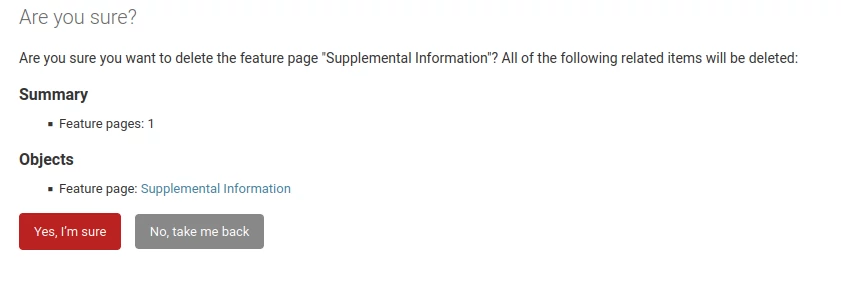 Are you sure?
Are you sure you want to delete the feature page "Supplemental Information"? All of the following related items will be deleted:
Summary
Feature pages: 1
Objects
Feature page: Supplemental Information
Yes, I’m sure
No, take me back